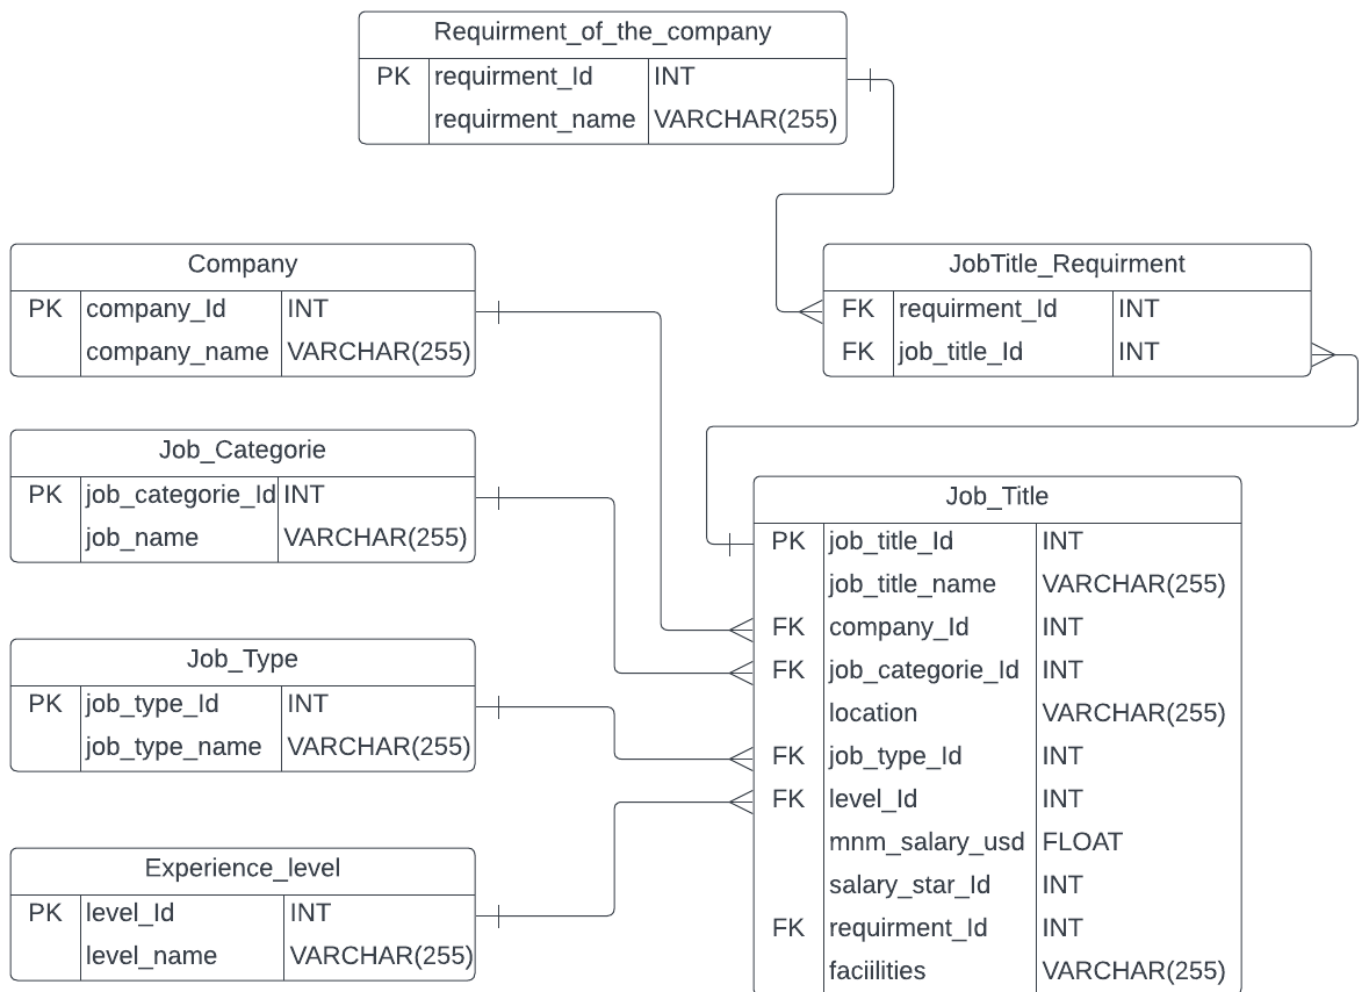 Requirment_of_the_company
PK requirment_Id INT
requirment_name VARCHAR(255)
Company
PK company_Id INT
company_name VARCHAR(255)
JobTitle_Requirment
FK requirment_Id INT
FK job_title_Id INT
Job_Categorie
PK job_categorie_Id INT
job_name VARCHAR(255)
Job_Title
PK job_title_Id INT
job_title_name VARCHAR(255)
FK company_Id INT
FK job_categorie_Id INT
location VARCHAR(255)
FK job_type_Id INT
FK level_Id INT
mnm_salary_usd FLOAT
salary_star_Id INT
FK requirment_Id INT
faciilities VARCHAR(255)
Job_Type
PK job_type_Id INT
job_type_name VARCHAR(255)
Experience_level
PK level_Id INT
level_name VARCHAR(255)